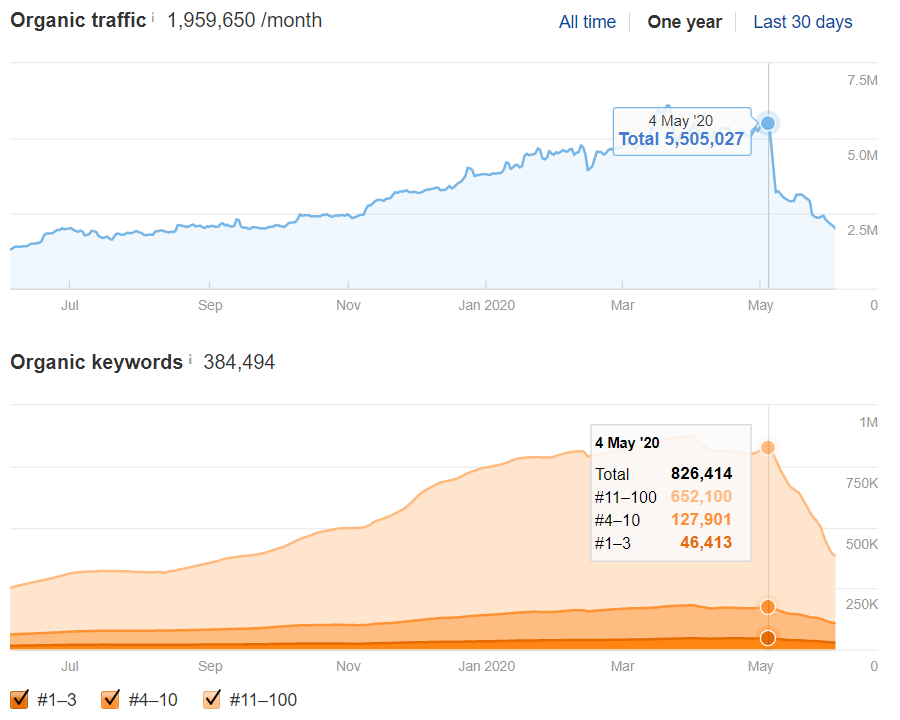 Organic traffic i 1,959,650 /month All time One year Last 30 days
7.5M
4 May '20
Total 5,505,027
5.0M
2.5M
Jul Sep Nov Jan 2020 Mar May 0
Organic keywords i 384,494
1M
4 May '20
Total 826,414
750K
#11–100 652,100
#4–10 127,901
#1–3 46,413
500K
250K
Jul Sep Nov Jan 2020 Mar May 0
#1–3 #4–10 #11–100